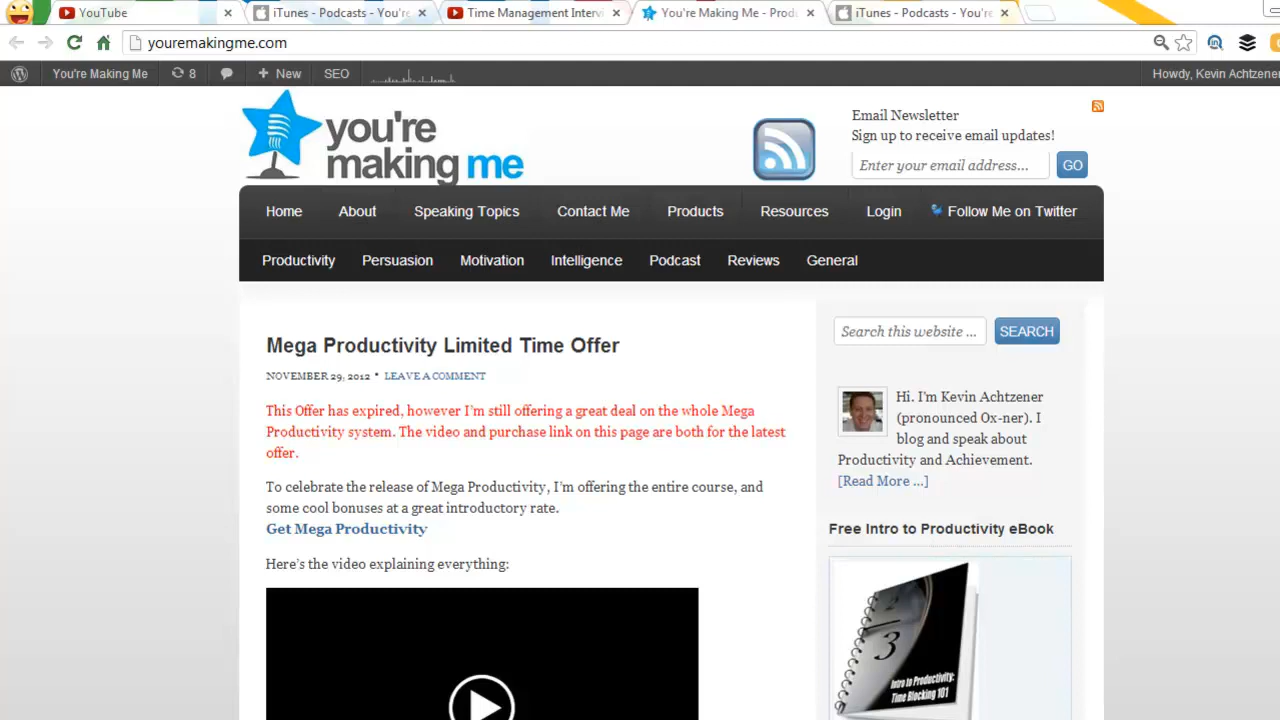 YouTube
iTunes - Podcasts - You're
Time Management Intervi
You're Making Me - Prod
iTunes - Podcasts - You're
youremakingme.com
You're Making Me
8
New
SEO
Howdy, Kevin Achtzener
you're
making me
Email Newsletter
Sign up to receive email updates!
Enter your email address...
GO
Home
About
Speaking Topics
Contact Me
Products
Resources
Login
Follow Me on Twitter
Productivity
Persuasion
Motivation
Intelligence
Podcast
Reviews
General
Mega Productivity Limited Time Offer
NOVEMBER 29, 2012 • LEAVE A COMMENT
This Offer has expired, however I'm still offering a great deal on the whole Mega
Productivity system. The video and purchase link on this page are both for the latest
offer.
To celebrate the release of Mega Productivity, I'm offering the entire course, and
some cool bonuses at a great introductory rate.
Get Mega Productivity
Here's the video explaining everything:
Search this website ...
SEARCH
Hi. I'm Kevin Achtzener
(pronounced Ox-ner). I
blog and speak about
Productivity and Achievement.
[Read More ...]
Free Intro to Productivity eBook
2
3
Intro to Productivity:
Time Blocking 101